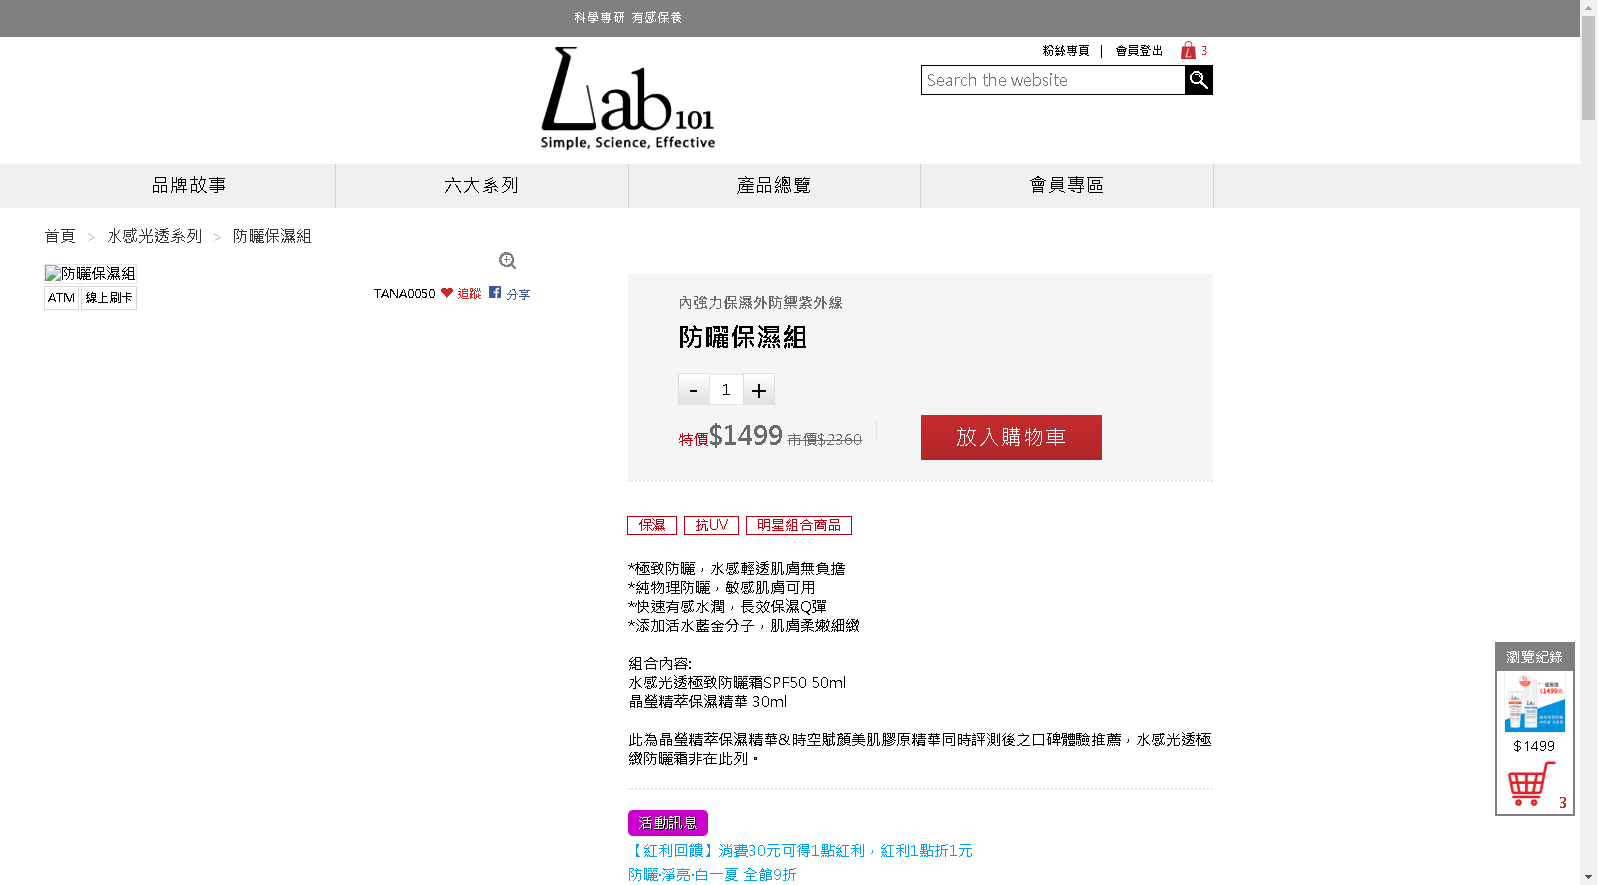 科學專研 有感保養
Lab101
Simple, Science, Effective
粉絲專頁 | 會員登出 3
Search the website
品牌故事 六大系列 產品總覽 會員專區
首頁 > 水感光透系列 > 防曬保濕組
防曬保濕組
ATM 線上刷卡
TANA0050 追蹤 分享
內強力保濕外防禦紫外線
防曬保濕組
- 1 +
特價$1499 市價$2360
放入購物車
保濕 抗UV 明星組合商品
*極致防曬，水感輕透肌膚無負擔
*純物理防曬，敏感肌膚可用
*快速有感水潤，長效保濕Q彈
*添加活水藍金分子，肌膚柔嫩細緻
組合內容:
水感光透極致防曬霜SPF50 50ml
晶瑩精萃保濕精華 30ml
此為晶瑩精萃保濕精華&時空賦顏美肌膠原精華同時評測後之口碑體驗推薦，水感光透極
緻防曬霜非在此列。
活動訊息
【紅利回饋】消費30元可得1點紅利，紅利1點折1元
防曬‧淨亮‧白一夏 全館9折
瀏覽紀錄
$1499
3